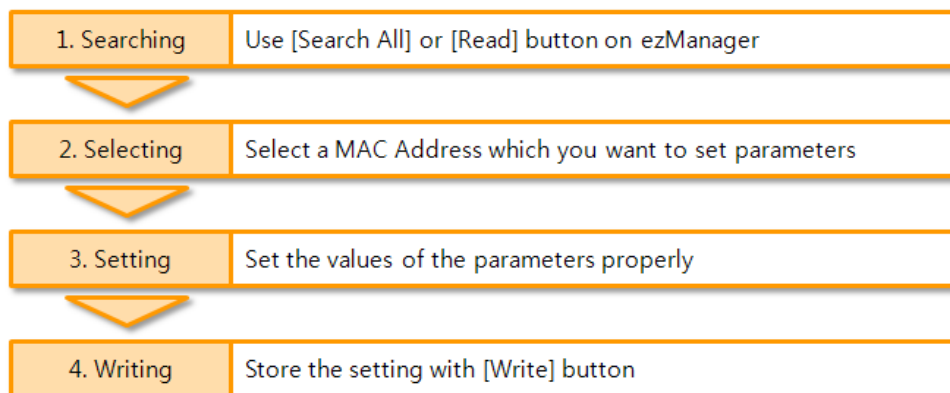 1. Searching Use [Search All] or [Read] button on ezManager
2. Selecting Select a MAC Address which you want to set parameters
3. Setting Set the values of the parameters properly
4. Writing Store the setting with [Write] button